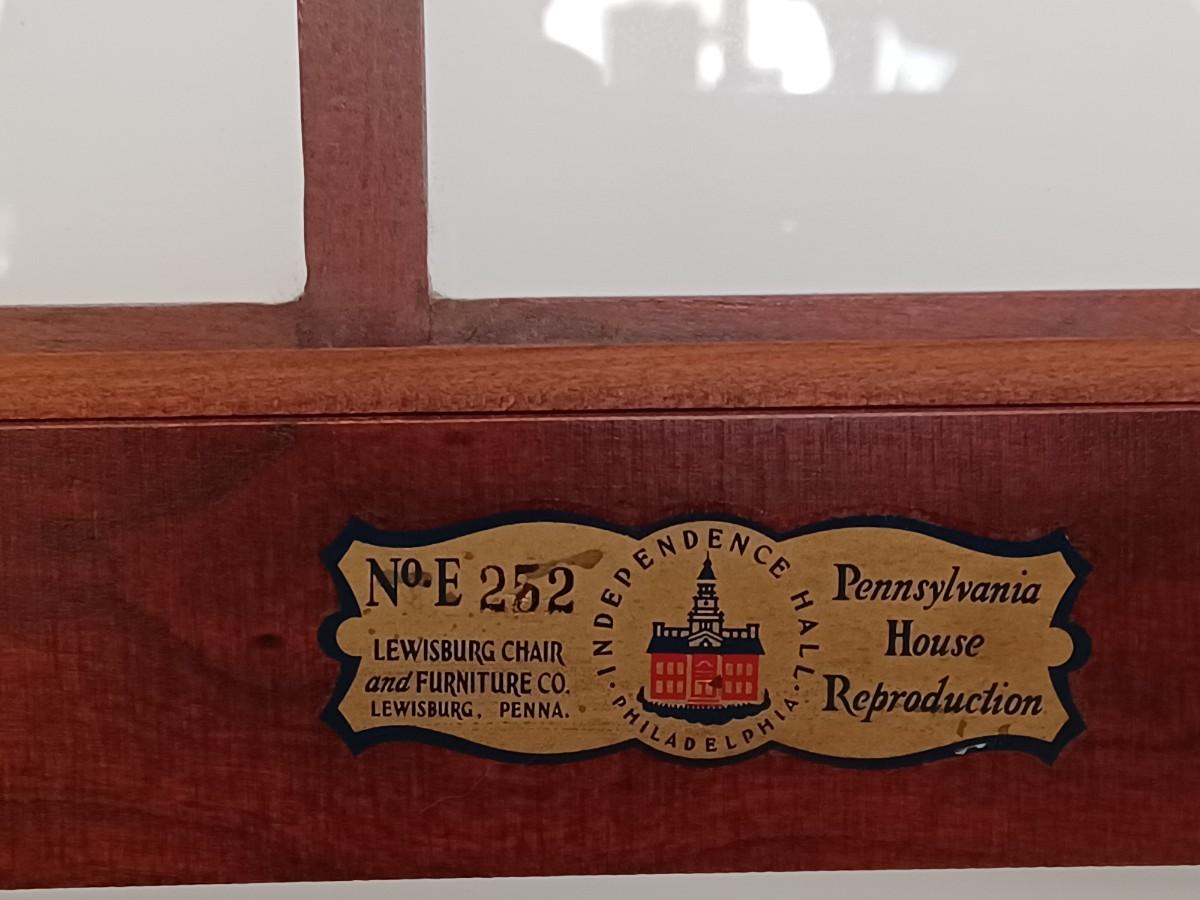 No. E 252
LEWISBURG CHAIR
and FURNITURE CO.
LEWISBURG, PENNA.
INDEPENDENCE HALL
· PHILADELPHIA ·
Pennsylvania
House
Reproduction